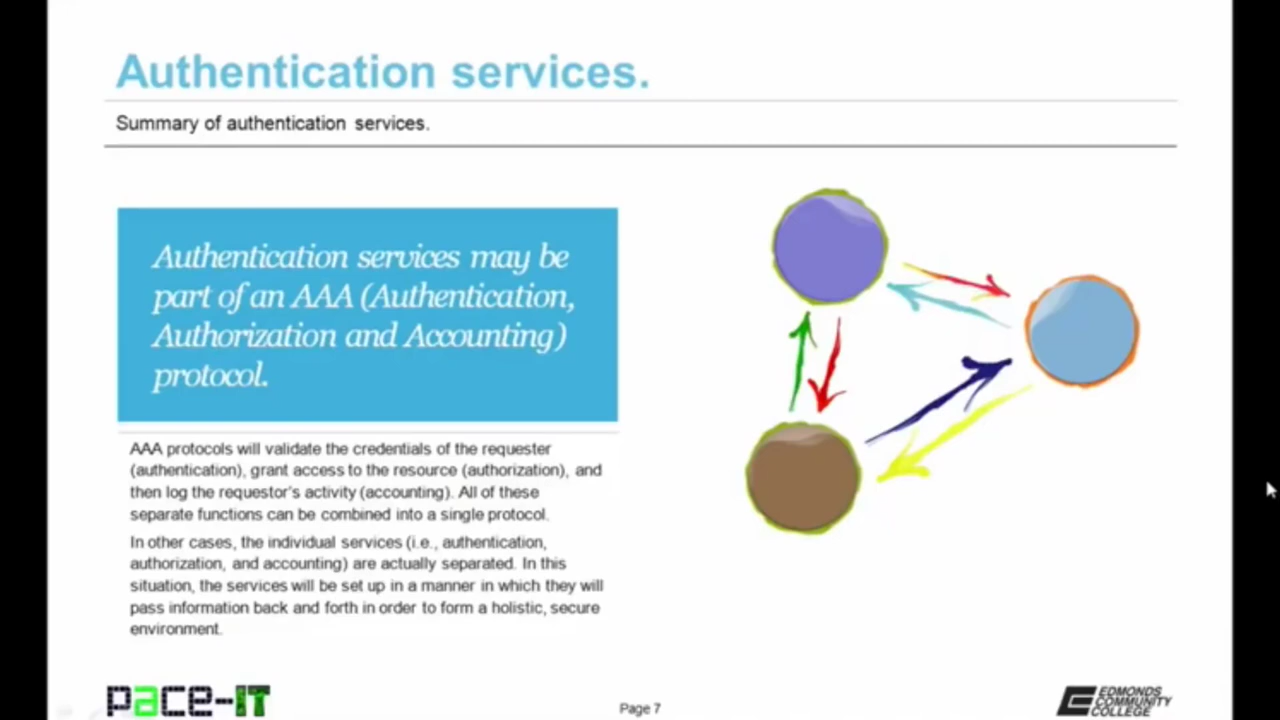 Authentication services.
Summary of authentication services.
Authentication services may be
part of an AAA (Authentication,
Authorization and Accounting)
protocol.
AAA protocols will validate the credentials of the requester
(authentication), grant access to the resource (authorization), and
then log the requestor's activity (accounting). All of these
separate functions can be combined into a single protocol.
In other cases, the individual services (i.e., authentication,
authorization, and accounting) are actually separated. In this
situation, the services will be set up in a manner in which they will
pass information back and forth in order to form a holistic, secure
environment.
pace-IT
Page 7
EDMONDS
COMMUNITY
COLLEGE